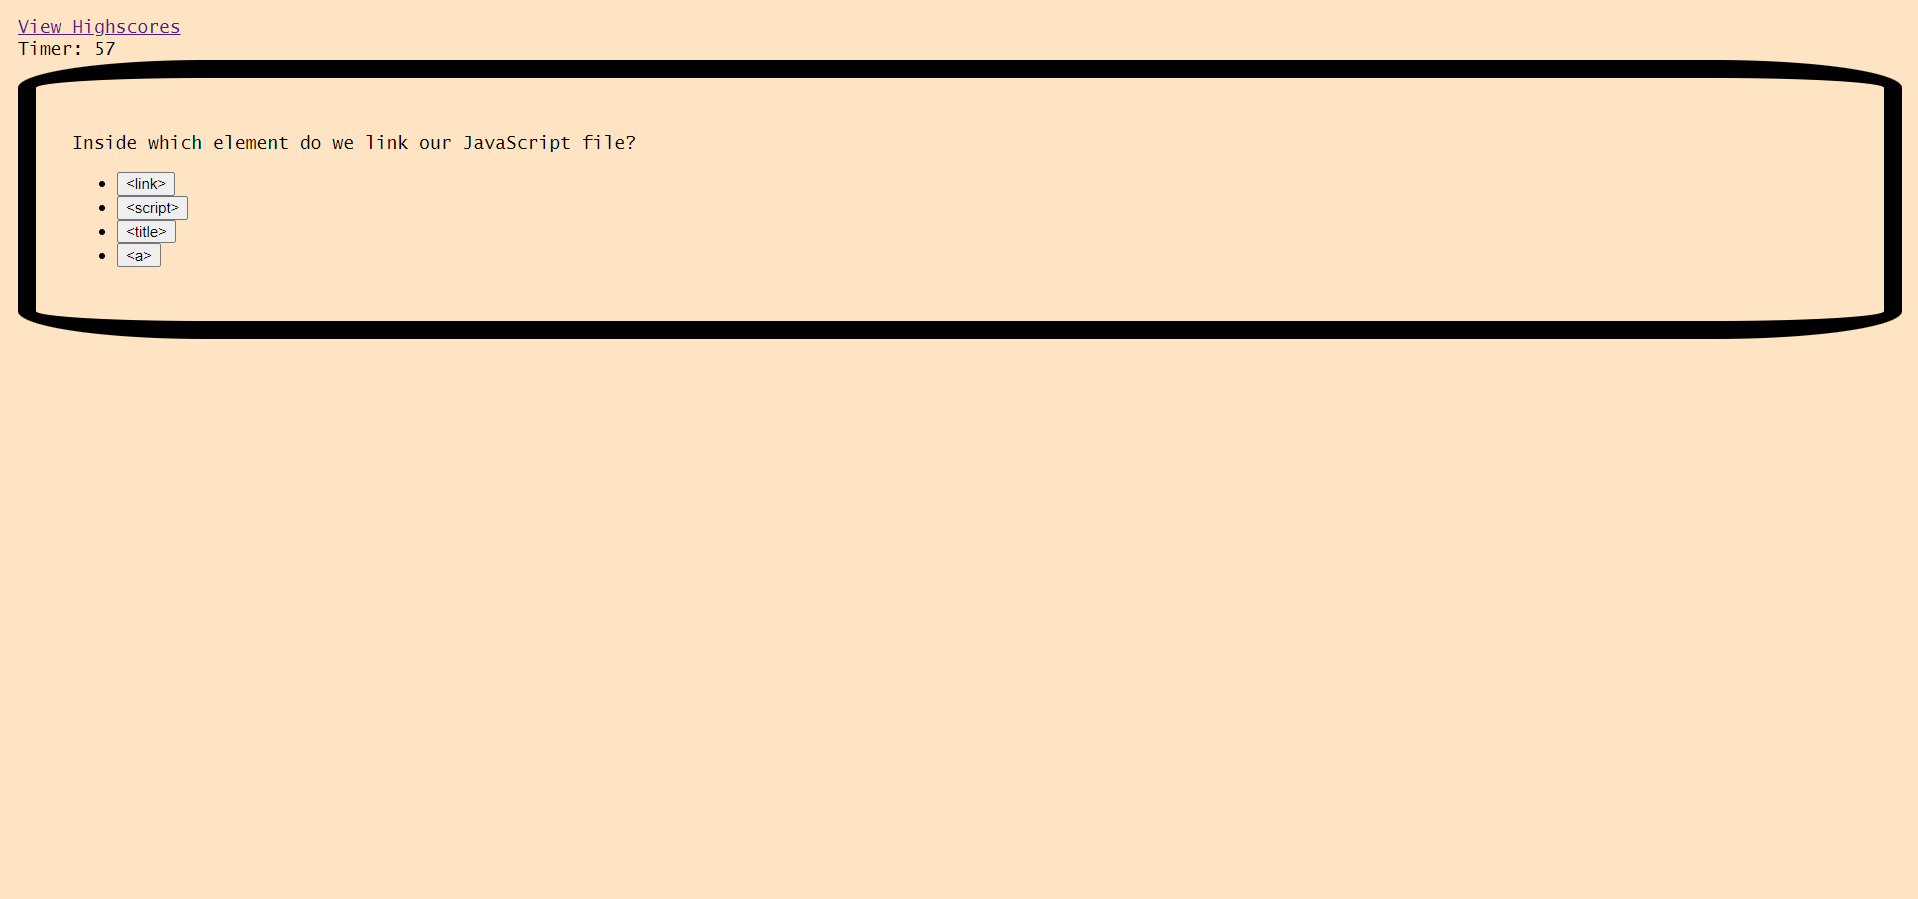 View Highscores
Timer: 57
Inside which element do we link our JavaScript file?
<link>
<script>
<title>
<a>